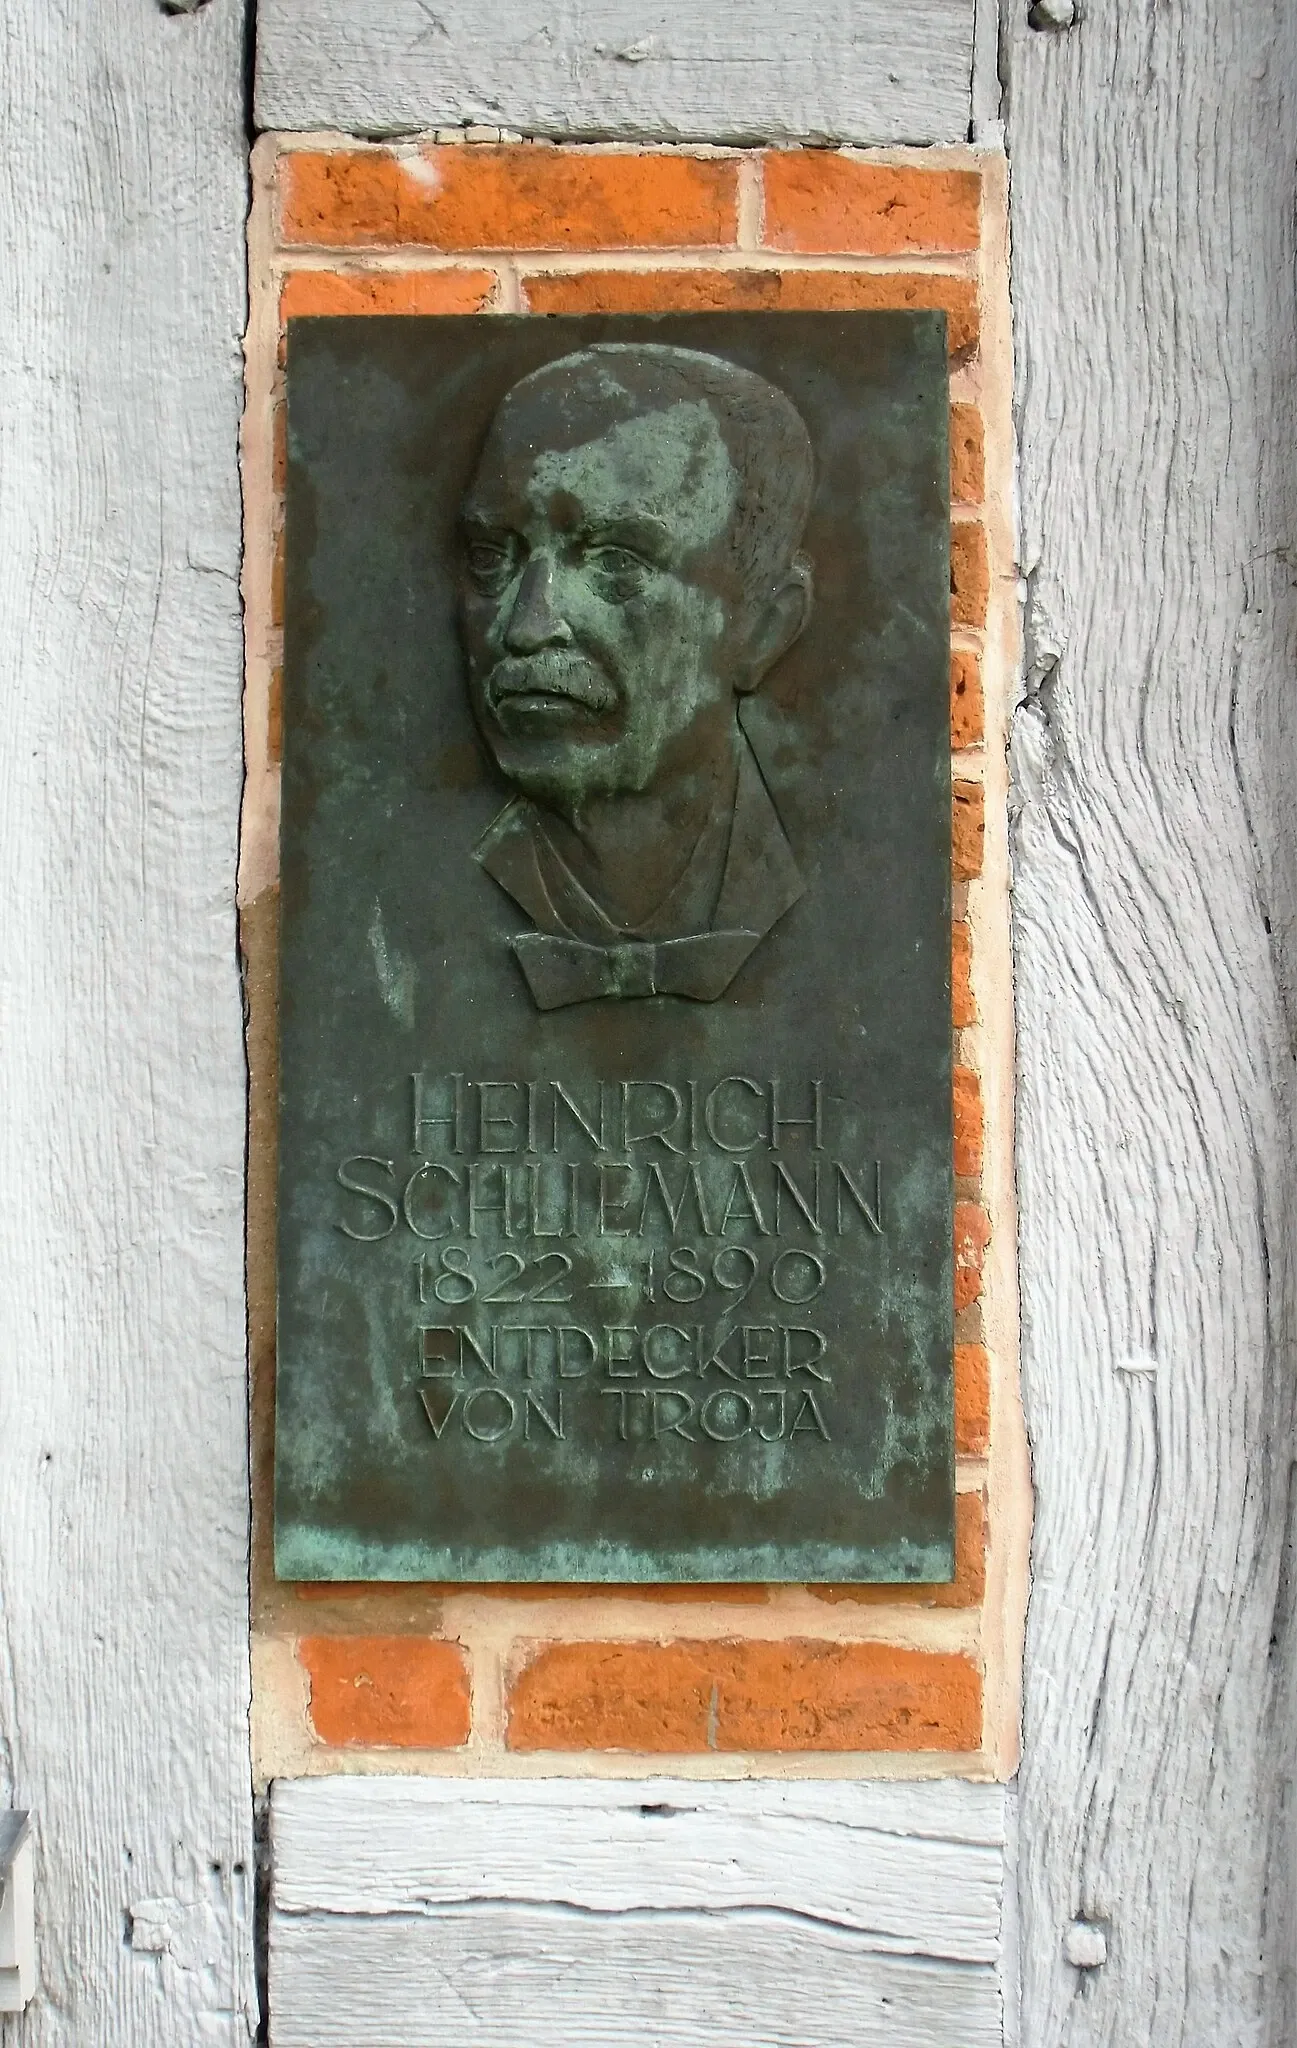 HEINRICH
SCHLIEMANN
1822-1890
ENTDECKER
VON TROJA